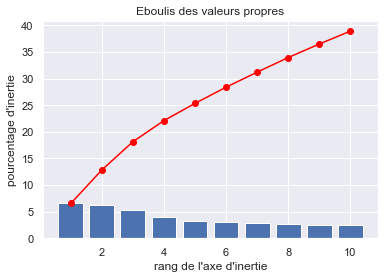 Eboulis des valeurs propres
40
35
30
25
20
15
10
5
0
pourcentage d'inertie
2 4 6 8 10
rang de l'axe d'inertie